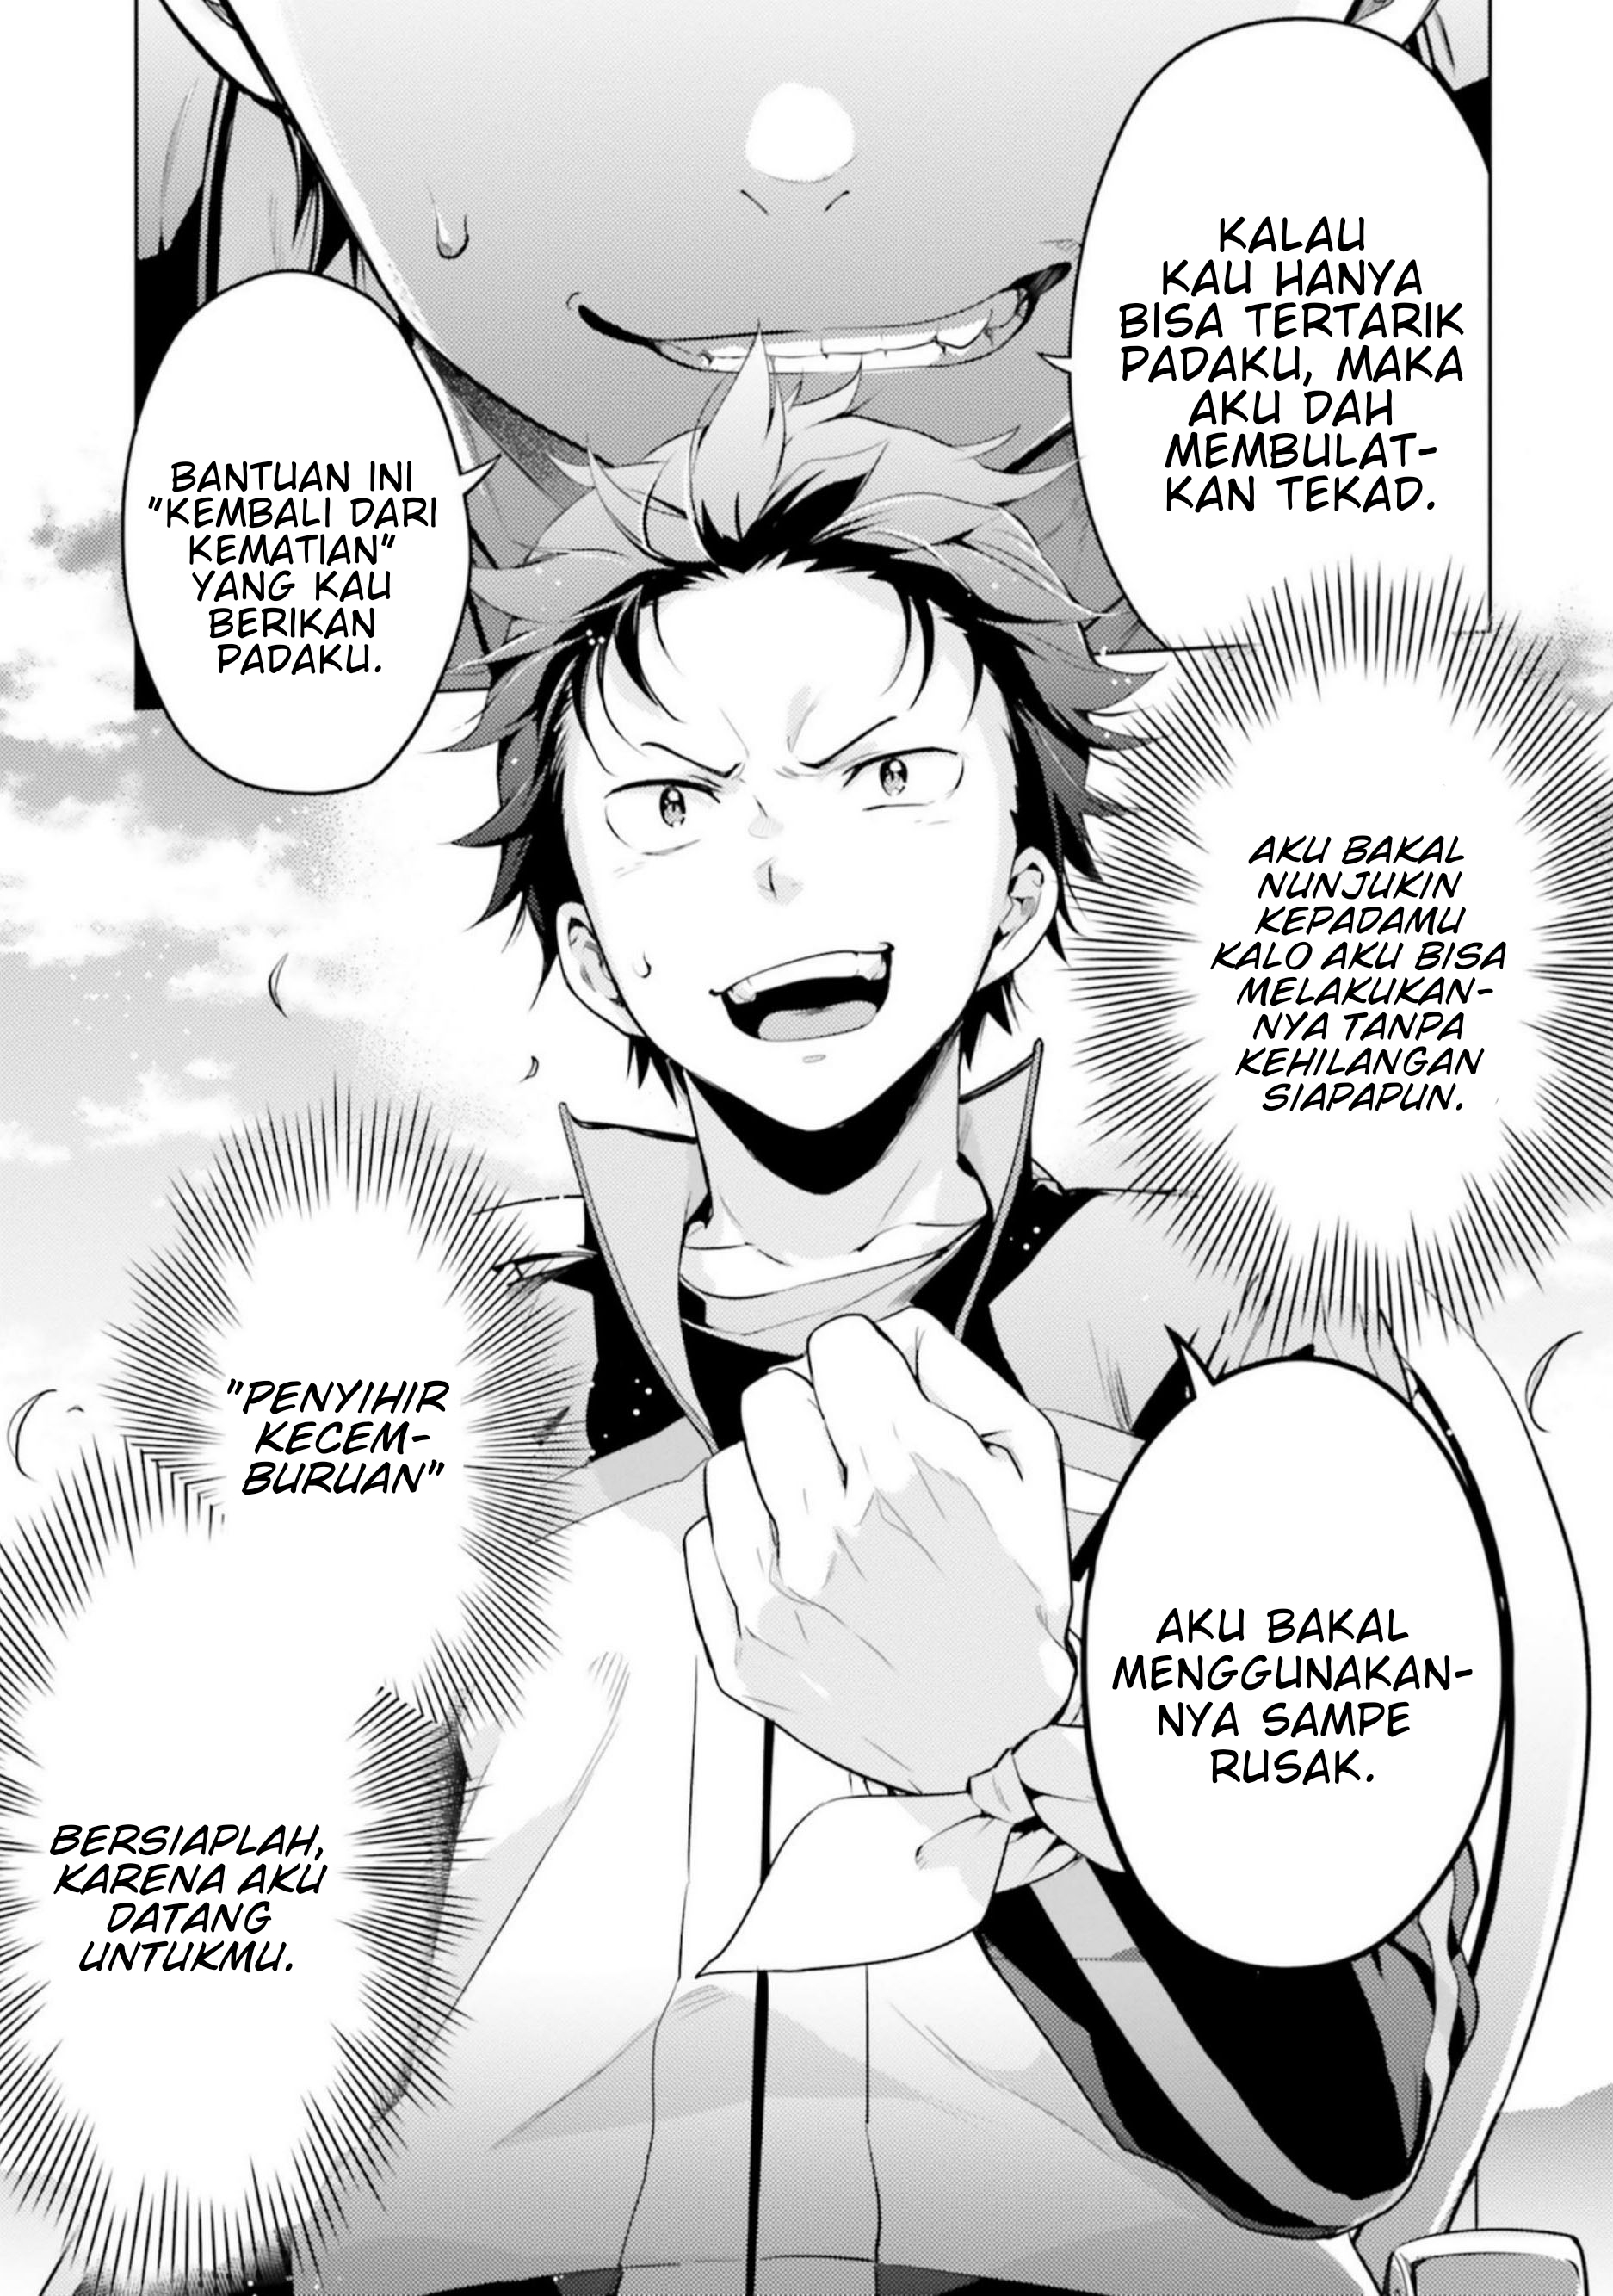 KALAU
KAU HANYA
BISA TERTARIK
PADAKU, MAKA
AKU DAH
MEMBULAT-
KAN TEKAD.
BANTUAN INI
"KEMBALI DARI
KEMATIAN"
YANG KAU
BERIKAN
PADAKU.
AKU BAKAL
NUNJUKIN
KEPADAMU
KALO AKU BISA
MELAKUKAN-
NYA TANPA
KEHILANGAN
SIAPAPUN.
AKU BAKAL
MENGGUNAKAN-
NYA SAMPE
RUSAK.
"PENYIHIR
KECEM-
BURUAN"
BERSIAPLAH,
KARENA AKU
DATANG
UNTUKMU.